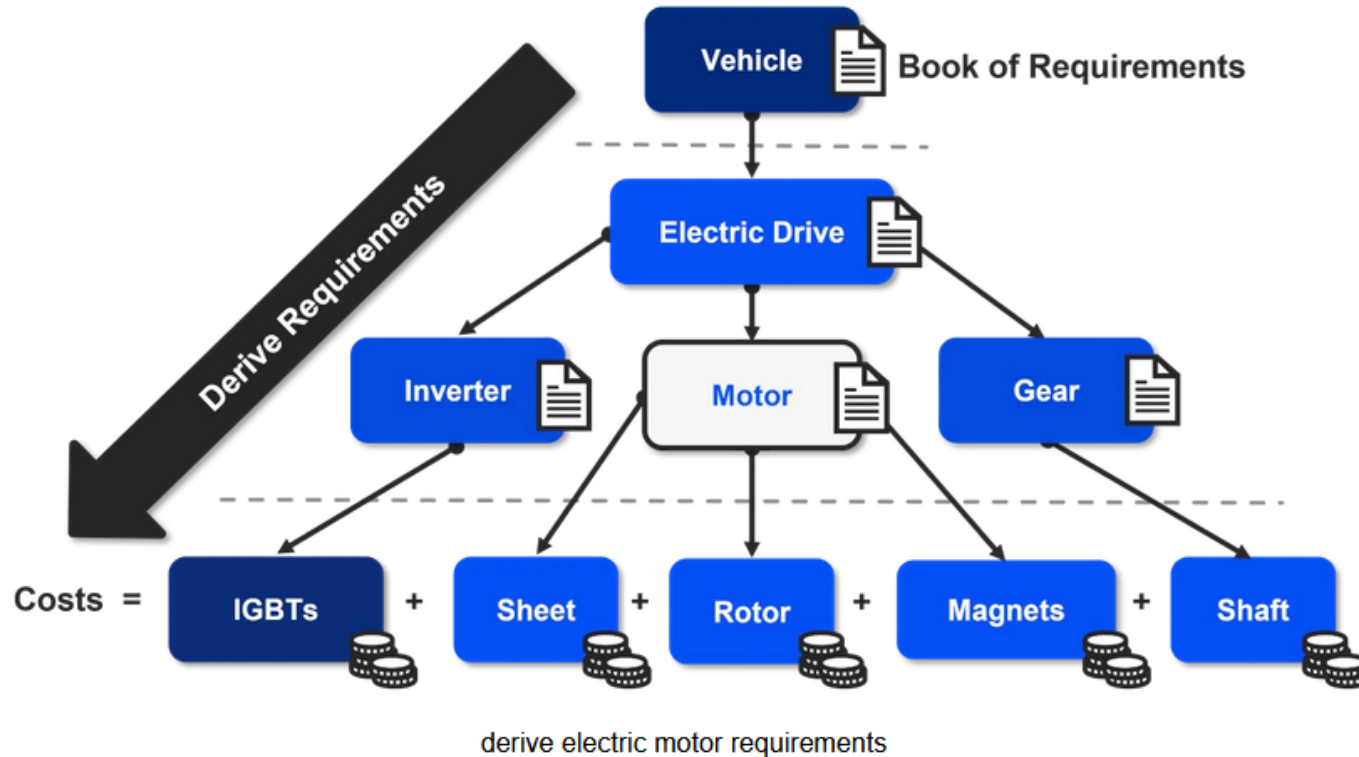 Vehicle
Book of Requirements
Derive Requirements
Electric Drive
Inverter
Motor
Gear
Costs = IGBTs + Sheet + Rotor + Magnets + Shaft
derive electric motor requirements